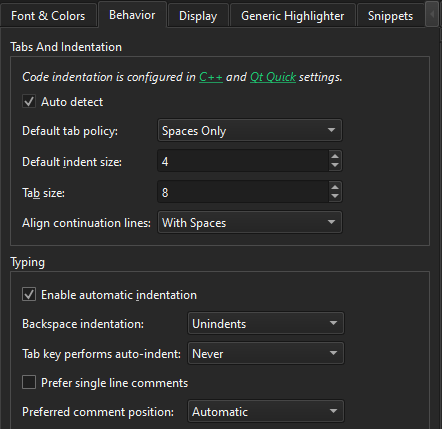 Font & Colors Behavior Display Generic Highlighter Snippets
Tabs And Indentation
Code indentation is configured in C++ and Qt Quick settings.
Auto detect
Default tab policy: Spaces Only
Default indent size: 4
Tab size: 8
Align continuation lines: With Spaces
Typing
Enable automatic indentation
Backspace indentation: Unindents
Tab key performs auto-indent: Never
Prefer single line comments
Preferred comment position: Automatic